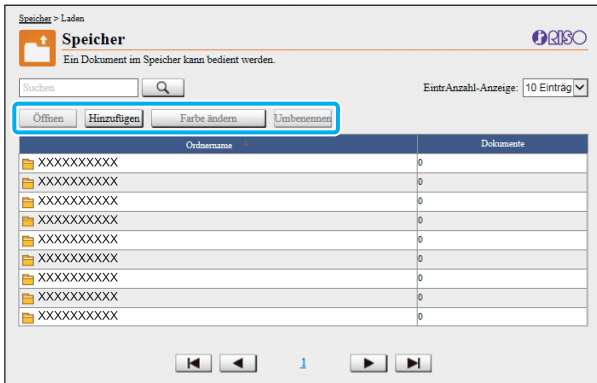 Speicher > Laden
Speicher
RISO
Ein Dokument im Speicher kann bedient werden.
Suchen
EintrAnzahl-Anzeige: 10 Einträg
Öffnen Hinzufügen Farbe ändern Umbenennen
Ordnername Dokumente
XXXXXXXXXX 0
XXXXXXXXXX 0
XXXXXXXXXX 0
XXXXXXXXXX 0
XXXXXXXXXX 0
XXXXXXXXXX 0
XXXXXXXXXX 0
XXXXXXXXXX 0
XXXXXXXXXX 0
1